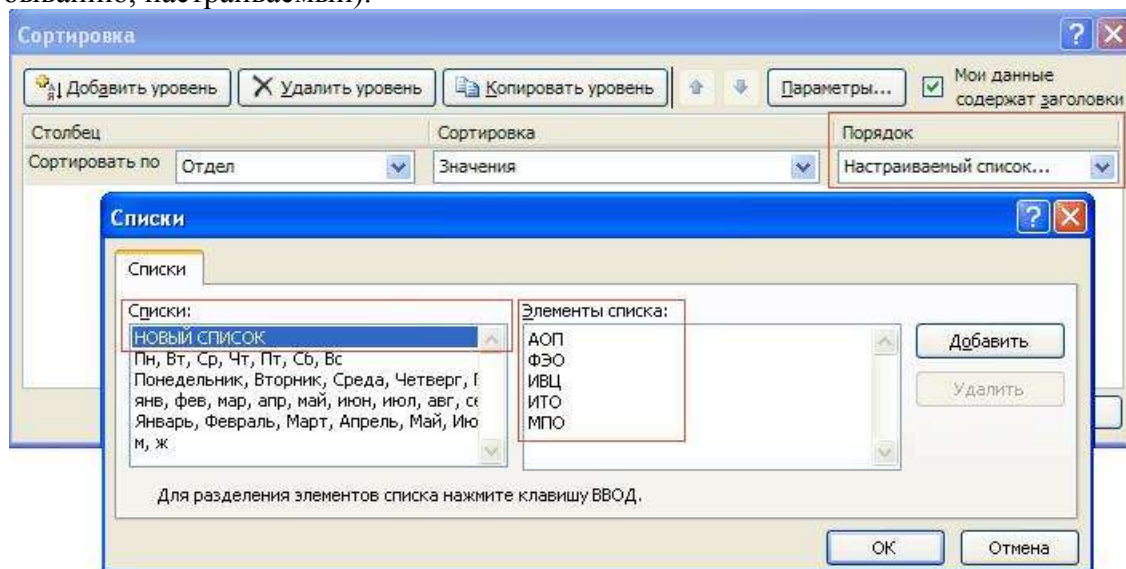 настраиваемый).
Сортировка
Добавить уровень Удалить уровень Копировать уровень Параметры... Мои данные содержат заголовки
Столбец Сортировка Порядок
Сортировать по Отдел Значения Настраиваемый список...
Списки
Списки
Списки: Элементы списка:
НОВЫЙ СПИСОК
Пн, Вт, Ср, Чт, Пт, Сб, Вс
Понедельник, Вторник, Среда, Четверг,
янв, фев, мар, апр, май, июн, июл, авг,
Январь, Февраль, Март, Апрель, Май,
м, ж
АОП
ФЭО
ИВЦ
ИТО
МПО
Добавить
Удалить
Для разделения элементов списка нажмите клавишу ВВОД.
ОК Отмена